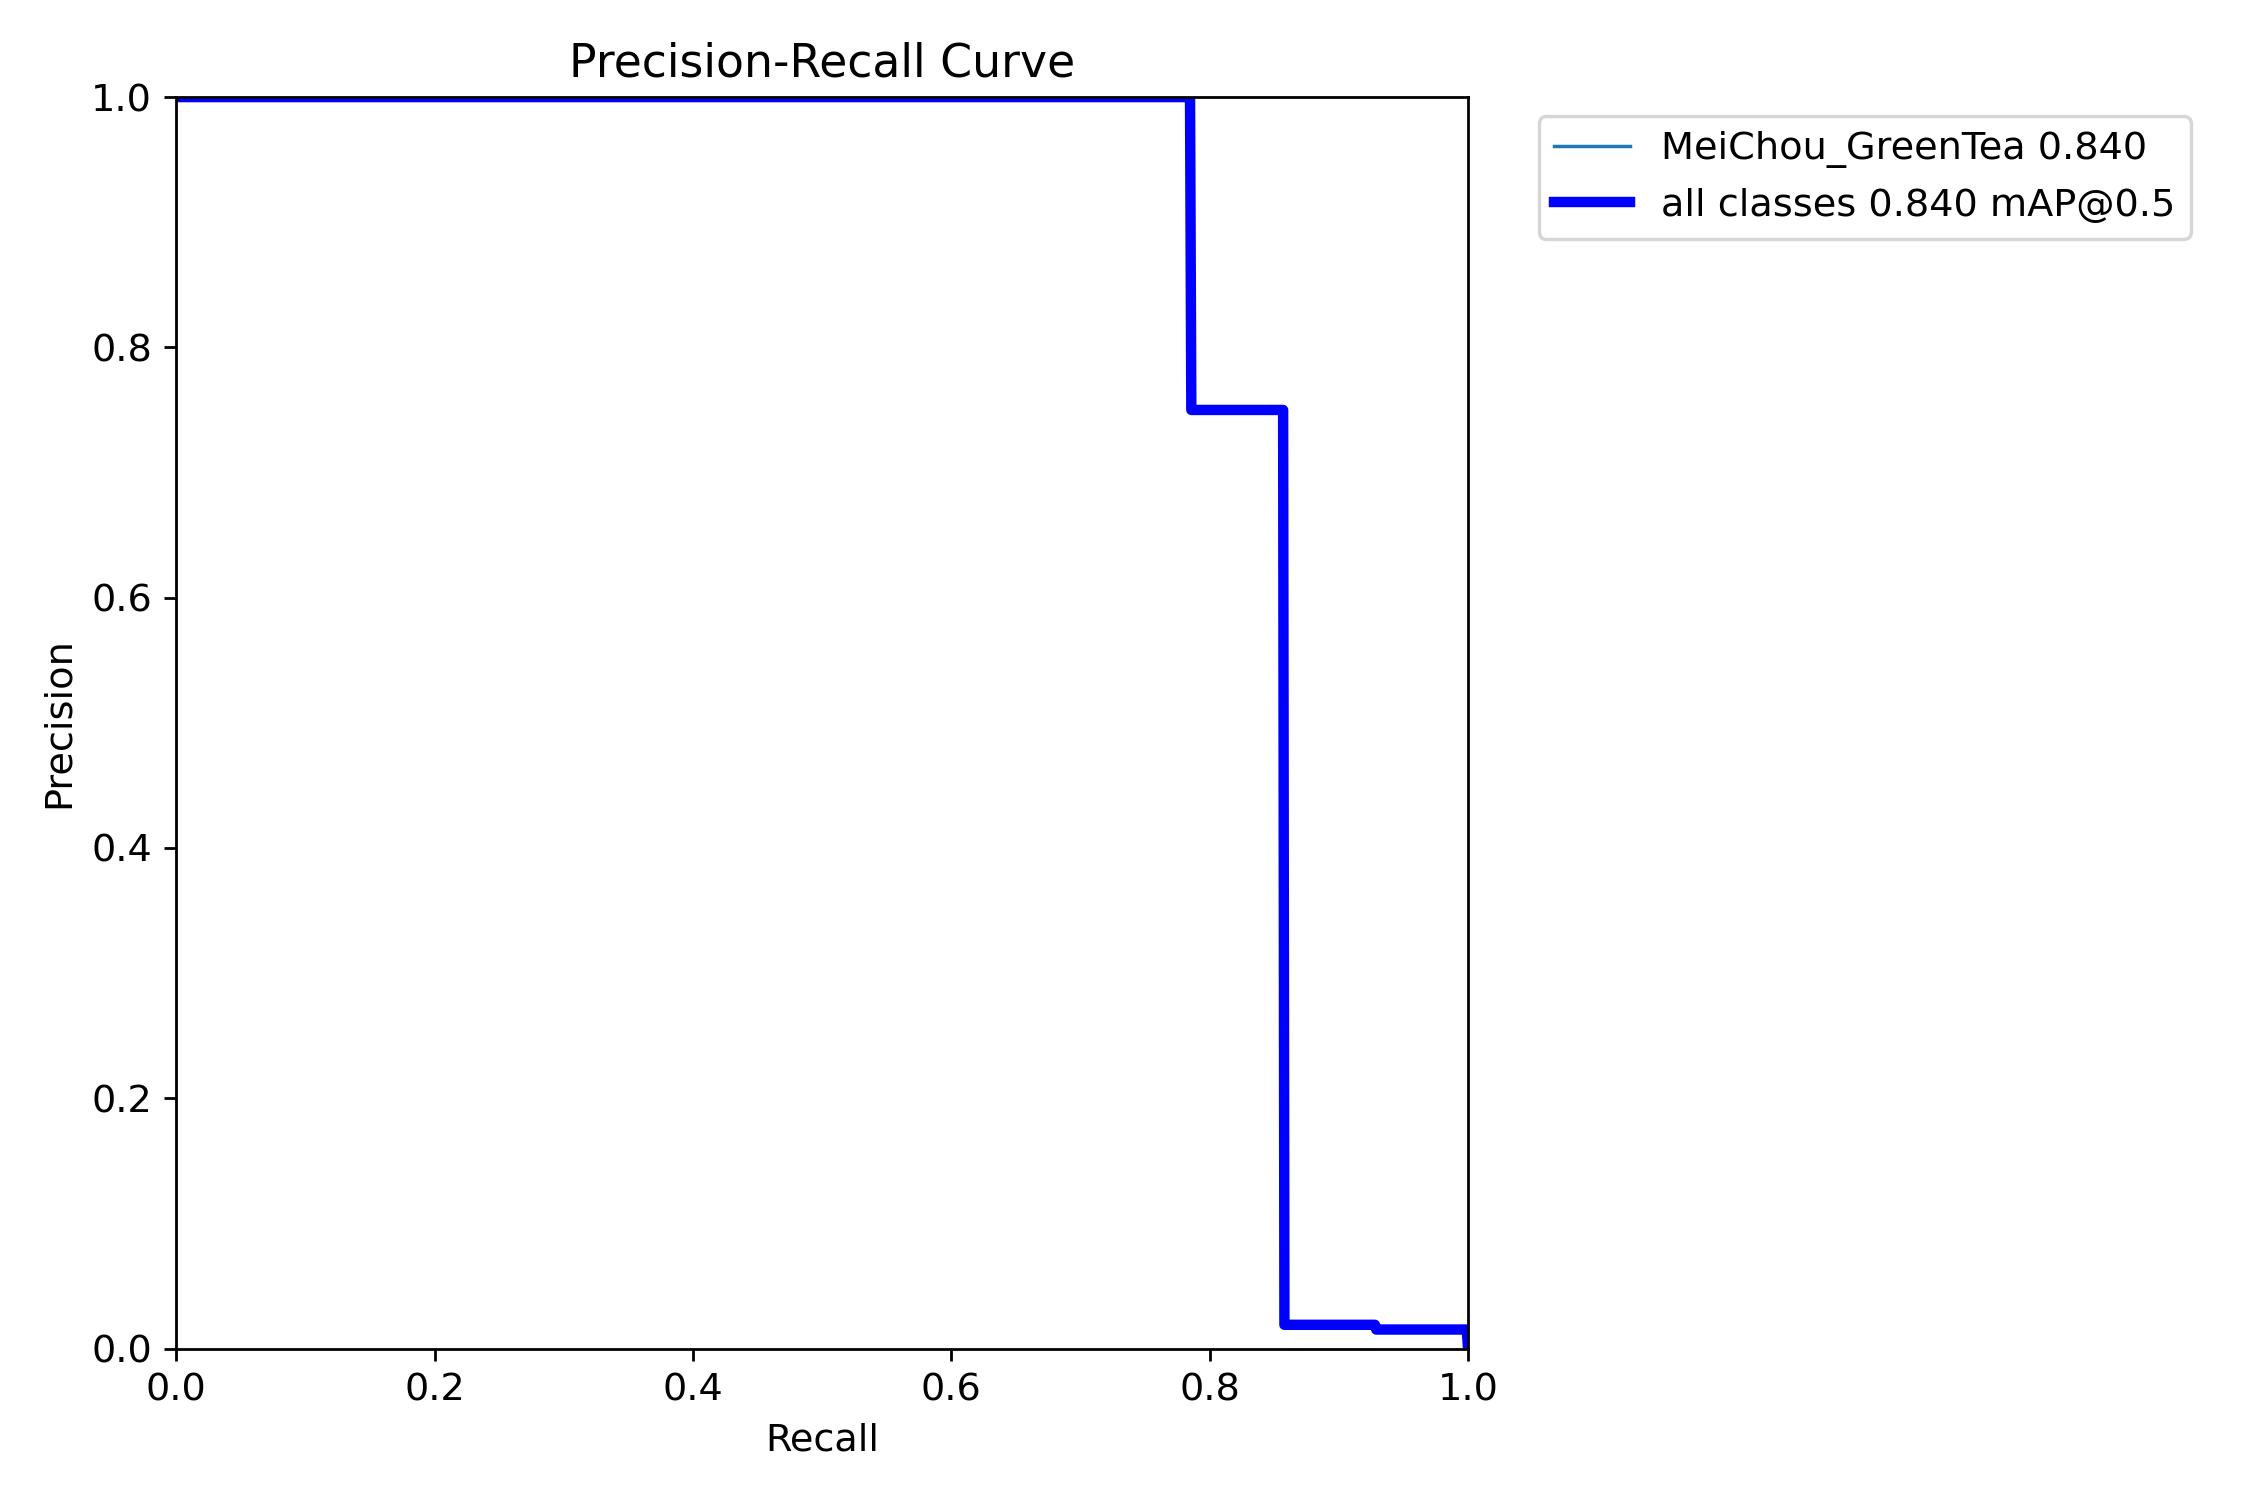 Precision-Recall Curve
1.0
0.8
0.6
0.4
0.2
0.0
Precision
0.0 0.2 0.4 0.6 0.8 1.0
Recall
MeiChou_GreenTea 0.840
all classes 0.840 mAP@0.5